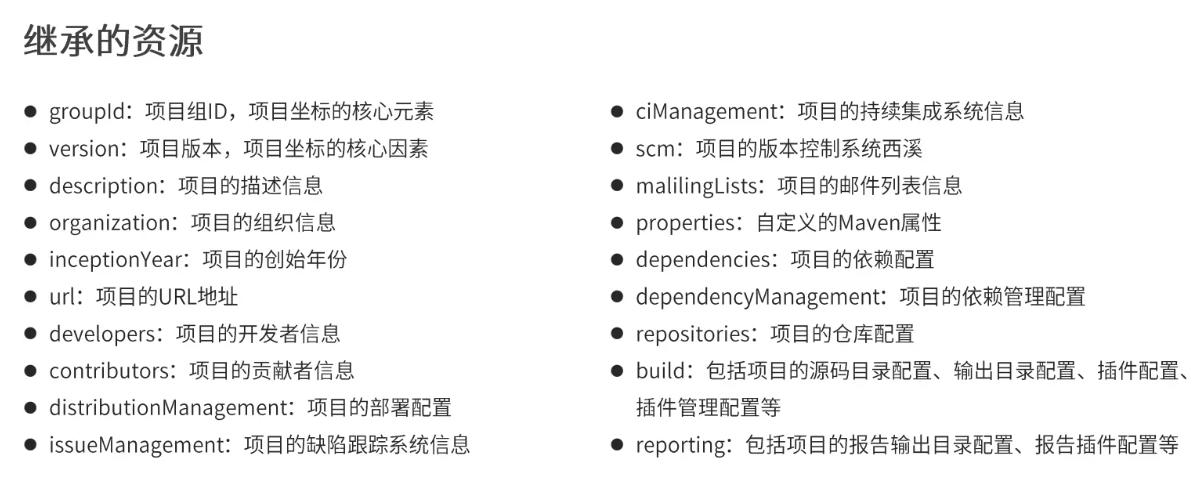 继承的资源
● groupId：项目组ID，项目坐标的核心元素
● version：项目版本，项目坐标的核心因素
● description：项目的描述信息
● organization：项目的组织信息
● inceptionYear：项目的创始年份
● url：项目的URL地址
● developers：项目的开发者信息
● contributors：项目的贡献者信息
● distributionManagement：项目的部署配置
● issueManagement：项目的缺陷跟踪系统信息
● ciManagement：项目的持续集成系统信息
● scm：项目的版本控制系统西溪
● malilingLists：项目的邮件列表信息
● properties：自定义的Maven属性
● dependencies：项目的依赖配置
● dependencyManagement：项目的依赖管理配置
● repositories：项目的仓库配置
● build：包括项目的源码目录配置、输出目录配置、插件配置、
插件管理配置等
● reporting：包括项目的报告输出目录配置、报告插件配置等